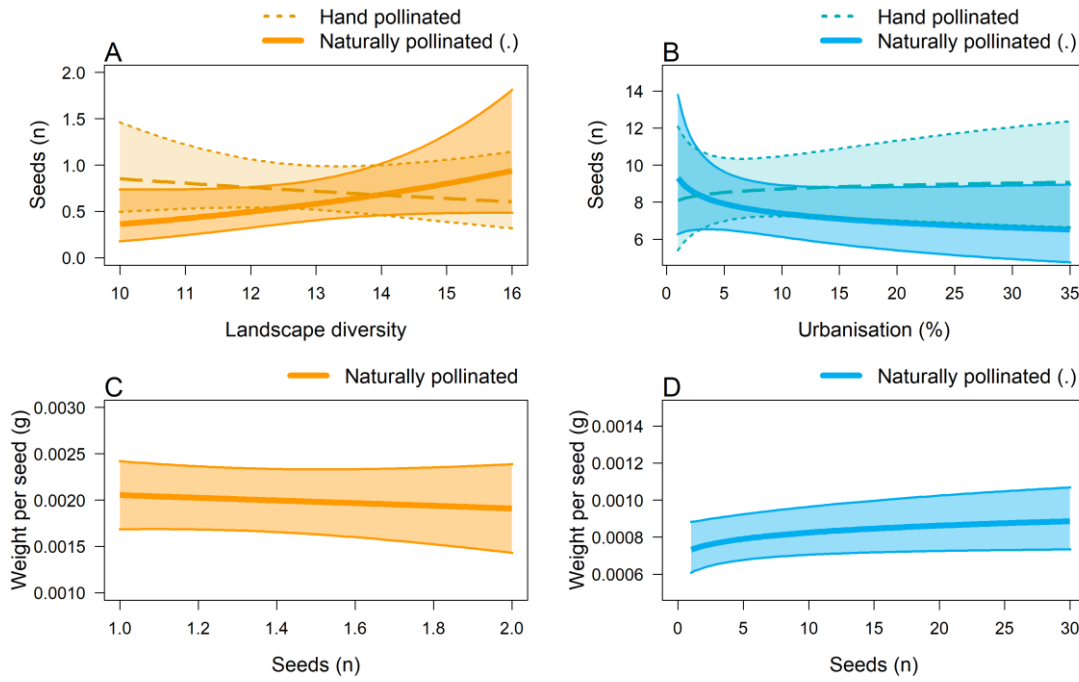 Hand pollinated
Naturally pollinated (.)
A
2.0
1.5
1.0
0.5
0.0
Seeds (n)
10 11 12 13 14 15 16
Landscape diversity
Hand pollinated
Naturally pollinated (.)
B
14
12
10
8
6
Seeds (n)
0 5 10 15 20 25 30 35
Urbanisation (%)
Naturally pollinated
C
0.0030
0.0025
0.0020
0.0015
0.0010
Weight per seed (g)
1.0 1.2 1.4 1.6 1.8 2.0
Seeds (n)
Naturally pollinated (.)
D
0.0014
0.0010
0.0008
0.0006
Weight per seed (g)
0 5 10 15 20 25 30
Seeds (n)